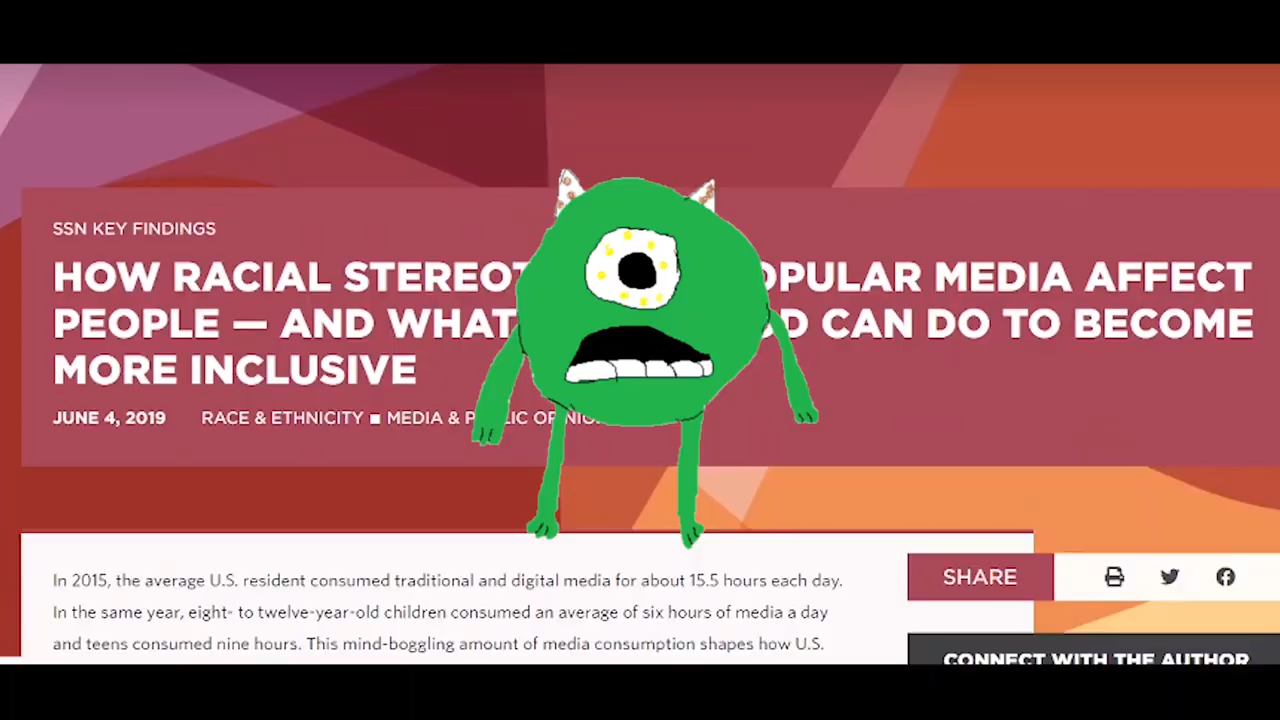 SSN KEY FINDINGS
HOW RACIAL STEREOT OPULAR MEDIA AFFECT
PEOPLE — AND WHAT D CAN DO TO BECOME
MORE INCLUSIVE
JUNE 4, 2019 RACE & ETHNICITY ■ MEDIA & P LIC OPINIO
In 2015, the average U.S. resident consumed traditional and digital media for about 15.5 hours each day.
In the same year, eight- to twelve-year-old children consumed an average of six hours of media a day
and teens consumed nine hours. This mind-boggling amount of media consumption shapes how U.S.
SHARE
CONNECT WITH THE AUTHOR